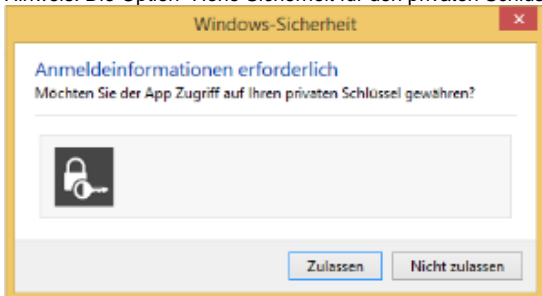 Windows-Sicherheit
Anmeldeinformationen erforderlich
Möchten Sie der App Zugriff auf Ihren privaten Schlüssel gewähren?
Zulassen
Nicht zulassen